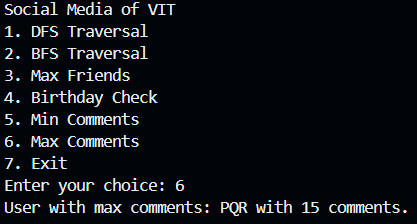 Social Media of VIT
1. DFS Traversal
2. BFS Traversal
3. Max Friends
4. Birthday Check
5. Min Comments
6. Max Comments
7. Exit
Enter your choice: 6
User with max comments: PQR with 15 comments.